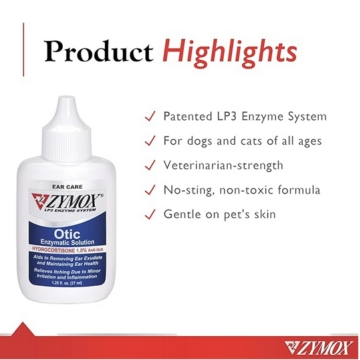 Product Highlights
Patented LP3 Enzyme System
For dogs and cats of all ages
Veterinarian-strength
No-sting, non-toxic formula
Gentle on pet's skin
EAR CARE
ZYMOX®
LP3 ENZYME SYSTEM
Otic
Enzymatic Solution
HYDROCORTISONE 1.0% Anti-Itch
Aids in Removing Ear Exudate
and Maintaining Ear Health
Relieves Itching Due to Minor
Irritation and Inflammation
1.25 fl. oz. (37 ml)
ZYMOX